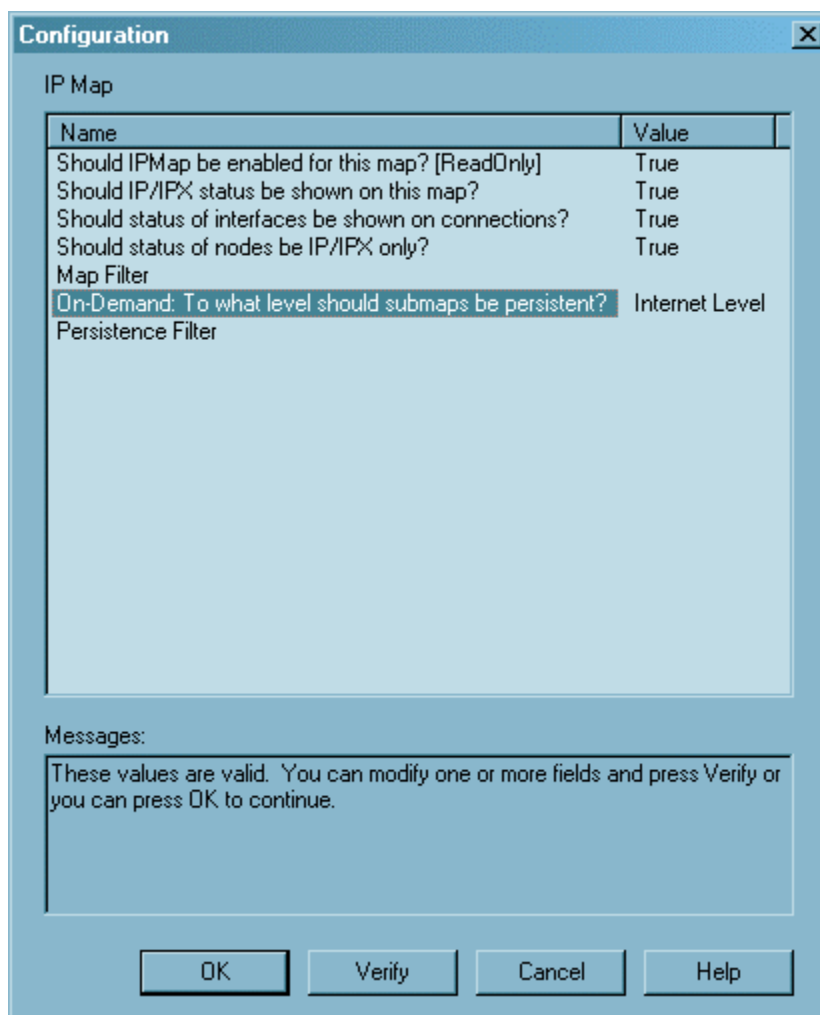 Configuration
IP Map
Name Value
Should IPMap be enabled for this map? [ReadOnly] True
Should IP/IPX status be shown on this map? True
Should status of interfaces be shown on connections? True
Should status of nodes be IP/IPX only? True
Map Filter
On-Demand: To what level should submaps be persistent? Internet Level
Persistence Filter
Messages:
These values are valid. You can modify one or more fields and press Verify or
you can press OK to continue.
OK Verify Cancel Help